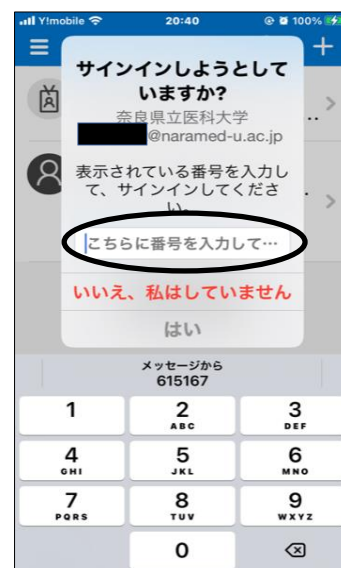 Y!mobile 20:40 100%
サインインしようとして
いますか?
奈良県立医科大学
@naramed-u.ac.jp
表示されている番号を入力し
て、サインインしてくださ
い。
こちらに番号を入力して…
いいえ、私はしていません
はい
メッセージから
615167
1
2 ABC
3 DEF
4 GHI
5 JKL
6 MNO
7 PQRS
8 TUV
9 WXYZ
0